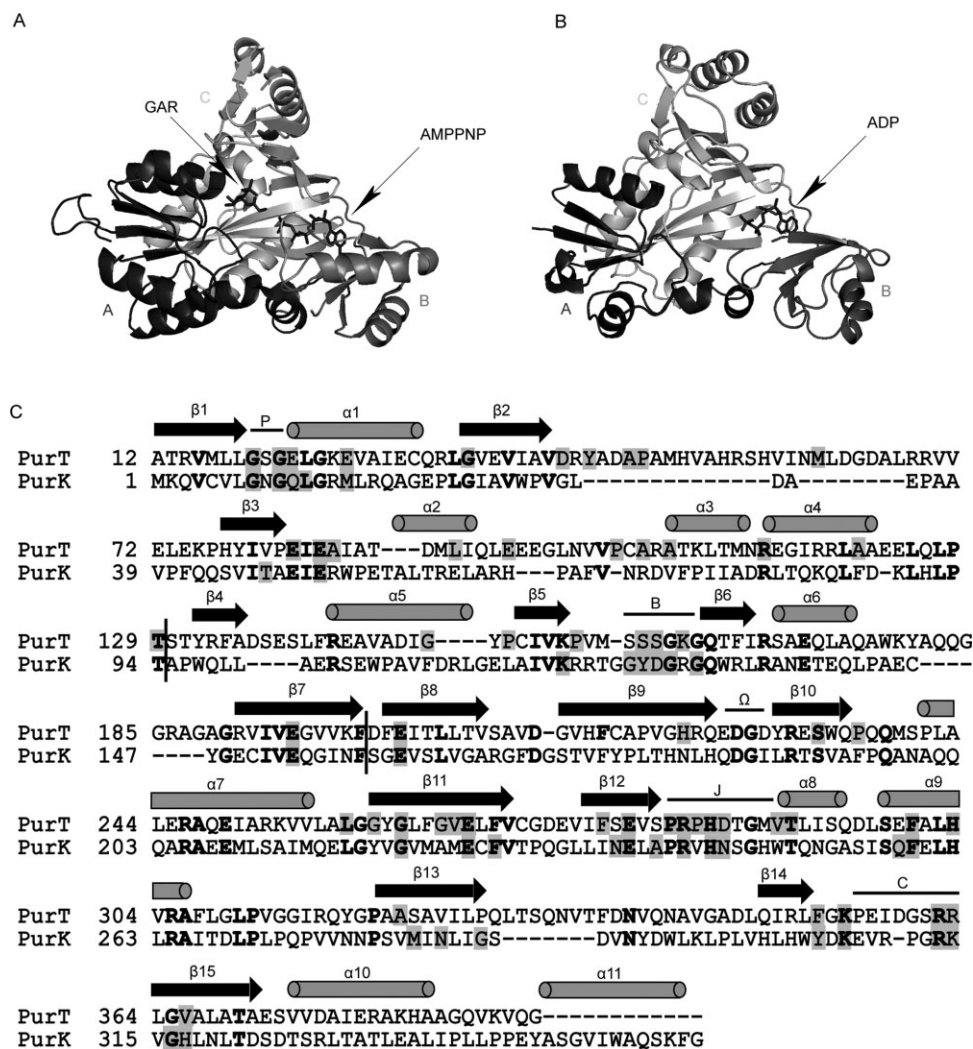 A
B
C
GAR
AMPPNP
A
B
C
ADP
A
B
C
β1 P α1 β2
PurT 12 ATRVMLLGSGELGKEVAIECQRLGVEVIAVDRYADAPAMHVAHRSHVINMLDGDALRRVV
PurK 1 MKQVCVLGNGQLGRMLRQAGEPLGIAVWPVGL---------------DA------EPAA
β3 α2 α3 α4
PurT 72 ELEKPHYIVPEIEAIAT---DMLIQLEEEGLNVVPCARATKLTMNREGIRRLAAEELQLP
PurK 39 VPFQQSVITAEIERWPETALTRELARH---PAFV-NRDVFPIIADRLTQKQLFD-KLHLP
β4 α5 β5 B β6 α6
PurT 129 TSTYRFADSESLFREAVADIG----YPCIVKPVM-SSSGKGQTFIRSAEQLAQAWKYAQQG
PurK 94 TAPWQLL----AERSEWPAVFDRLGELAIVKRRTGGYDGRGQWRLRANETEQLPAEC-----
β7 β8 β9 Ω β10
PurT 185 GRAGAGRVIVEGVVKFDFEITLLTVSAVD-GVHFCAPVGHRQEDGDYRESWQPQQMSPLA
PurK 147 ----YGECIVEQGINFSGEVSLVGARGFDGSTVFYPLTHNLHQDGILRTSVAFPQANAQQ
α7 β11 β12 J α8 α9
PurT 244 LERAQEIARKVVLALGGYGLFGVELFVCGDEVIFSEVSPRPHDTGMVTLISQDLSEFALH
PurK 203 QARAEEMLSAIMQELGYVGVMAMECFVTPQGLLINELAPRVHNSGHWTQNGASISQFELH
β13 β14 C
PurT 304 VRAFLGLPVGGIRQYGPAASAVILPQLTSQNVTFDNVQNAVGADLQIRLFGKPEIDGSRR
PurK 263 LRAITDLPLPQPVVNNPSVMINLIGS-------DVNYDWLKLPLVHLHWYDKEVR-PGRK
β15 α10 α11
PurT 364 LGVALATAESVVDAIERAKHAAGQVKVQG---------------
PurK 315 VGHLNLTDSDTSRLTATLEALIPLLPPEYASGVIWAQSKFG